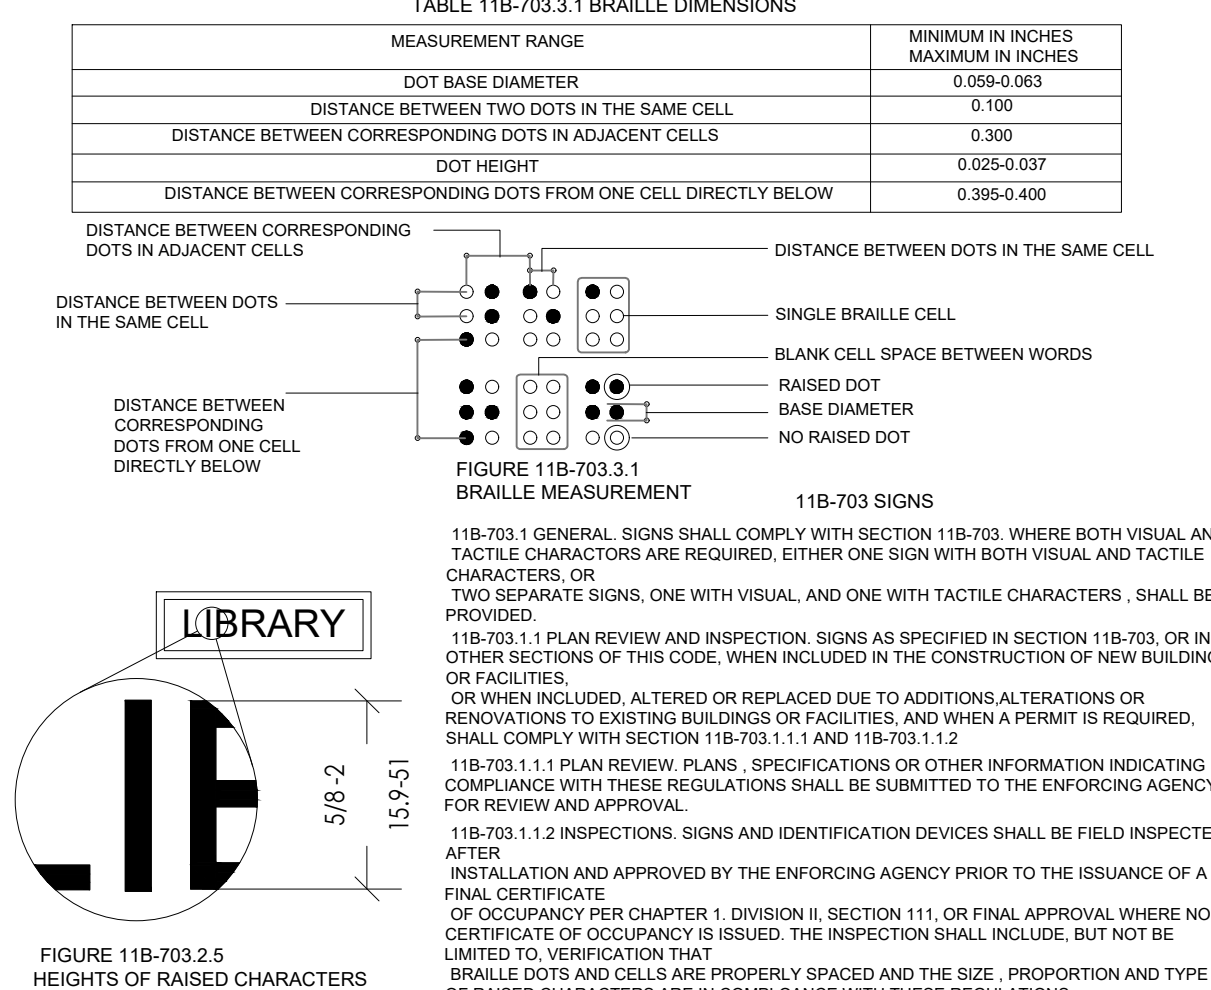 TABLE 11B-703.3.1 BRAILLE DIMENSIONS
MEASUREMENT RANGE
MINIMUM IN INCHES
MAXIMUM IN INCHES
DOT BASE DIAMETER
0.059-0.063
DISTANCE BETWEEN TWO DOTS IN THE SAME CELL
0.100
DISTANCE BETWEEN CORRESPONDING DOTS IN ADJACENT CELLS
0.300
DOT HEIGHT
0.025-0.037
DISTANCE BETWEEN CORRESPONDING DOTS FROM ONE CELL DIRECTLY BELOW
0.395-0.400
DISTANCE BETWEEN CORRESPONDING
DOTS IN ADJACENT CELLS
DISTANCE BETWEEN DOTS IN THE SAME CELL
DISTANCE BETWEEN DOTS
IN THE SAME CELL
SINGLE BRAILLE CELL
BLANK CELL SPACE BETWEEN WORDS
RAISED DOT
DISTANCE BETWEEN
CORRESPONDING
DOTS FROM ONE CELL
DIRECTLY BELOW
BASE DIAMETER
NO RAISED DOT
FIGURE 11B-703.3.1
BRAILLE MEASUREMENT
11B-703 SIGNS
11B-703.1 GENERAL. SIGNS SHALL COMPLY WITH SECTION 11B-703. WHERE BOTH VISUAL AN
TACTILE CHARACTORS ARE REQUIRED, EITHER ONE SIGN WITH BOTH VISUAL AND TACTILE
CHARACTERS, OR
TWO SEPARATE SIGNS, ONE WITH VISUAL, AND ONE WITH TACTILE CHARACTERS , SHALL BE
PROVIDED.
11B-703.1.1 PLAN REVIEW AND INSPECTION. SIGNS AS SPECIFIED IN SECTION 11B-703, OR IN
OTHER SECTIONS OF THIS CODE, WHEN INCLUDED IN THE CONSTRUCTION OF NEW BUILDING
OR FACILITIES,
OR WHEN INCLUDED, ALTERED OR REPLACED DUE TO ADDITIONS,ALTERATIONS OR
RENOVATIONS TO EXISTING BUILDINGS OR FACILITIES, AND WHEN A PERMIT IS REQUIRED,
SHALL COMPLY WITH SECTION 11B-703.1.1.1 AND 11B-703.1.1.2
11B-703.1.1.1 PLAN REVIEW. PLANS , SPECIFICATIONS OR OTHER INFORMATION INDICATING
COMPLIANCE WITH THESE REGULATIONS SHALL BE SUBMITTED TO THE ENFORCING AGENCY
FOR REVIEW AND APPROVAL.
11B-703.1.1.2 INSPECTIONS. SIGNS AND IDENTIFICATION DEVICES SHALL BE FIELD INSPECTE
AFTER
INSTALLATION AND APPROVED BY THE ENFORCING AGENCY PRIOR TO THE ISSUANCE OF A
FINAL CERTIFICATE
OF OCCUPANCY PER CHAPTER 1. DIVISION II, SECTION 111, OR FINAL APPROVAL WHERE NO
CERTIFICATE OF OCCUPANCY IS ISSUED. THE INSPECTION SHALL INCLUDE, BUT NOT BE
LIMITED TO, VERIFICATION THAT
BRAILLE DOTS AND CELLS ARE PROPERLY SPACED AND THE SIZE , PROPORTION AND TYPE
LIBRARY
LIB
5/8 -2
15.9-51
FIGURE 11B-703.2.5
HEIGHTS OF RAISED CHARACTERS